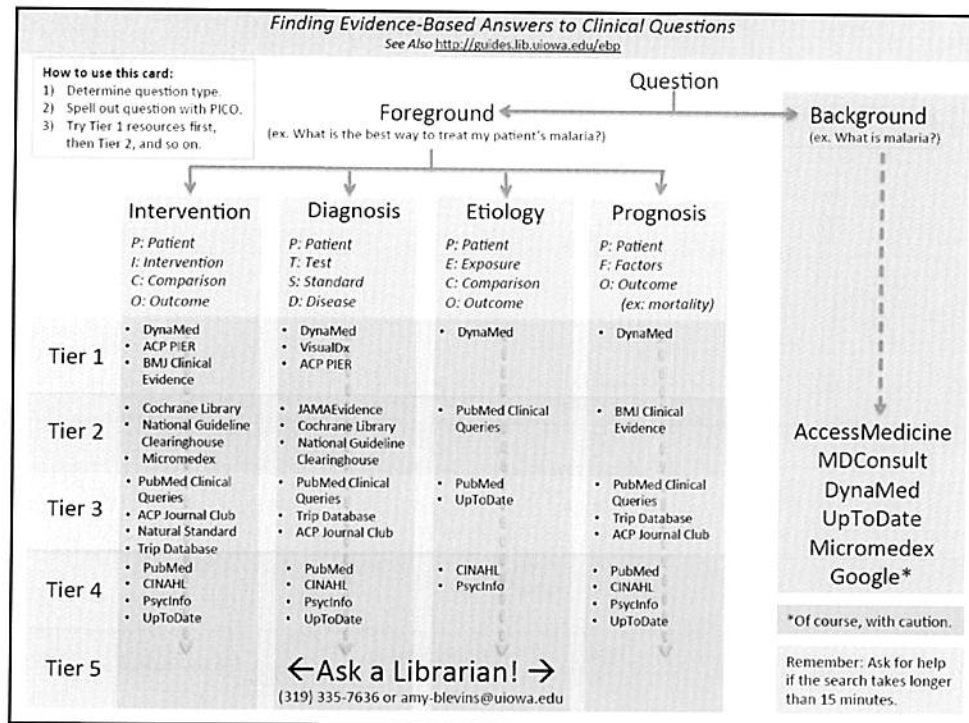 Finding Evidence-Based Answers to Clinical Questions
See Also http://guides.lib.uiowa.edu/ebp
How to use this card:
1) Determine question type.
2) Spell out question with PICO.
3) Try Tier 1 resources first,
then Tier 2, and so on.
Question
Foreground
(ex. What is the best way to treat my patient's malaria?)
Background
(ex. What is malaria?)
Intervention
P: Patient
I: Intervention
C: Comparison
O: Outcome
Diagnosis
P: Patient
T: Test
S: Standard
D: Disease
Etiology
P: Patient
E: Exposure
C: Comparison
O: Outcome
Prognosis
P: Patient
F: Factors
O: Outcome
(ex: mortality)
Tier 1
• DynaMed
• ACP PIER
• BMJ Clinical
Evidence
• DynaMed
• VisualDx
• ACP PIER
• DynaMed
• DynaMed
Tier 2
• Cochrane Library
• National Guideline
Clearinghouse
• Micromedex
• JAMAEvidence
• Cochrane Library
• National Guideline
Clearinghouse
• PubMed Clinical
Queries
• BMJ Clinical
Evidence
Tier 3
• PubMed Clinical
Queries
• ACP Journal Club
• Natural Standard
• Trip Database
• PubMed Clinical
Queries
• Trip Database
• ACP Journal Club
• PubMed
• UpToDate
• PubMed Clinical
Queries
• Trip Database
• ACP Journal Club
Tier 4
• PubMed
• CINAHL
• PsycInfo
• UpToDate
• PubMed
• CINAHL
• PsycInfo
• UpToDate
• CINAHL
• PsycInfo
• PubMed
• CINAHL
• PsycInfo
• UpToDate
Tier 5
←Ask a Librarian! →
(319) 335-7636 or amy-blevins@uiowa.edu
AccessMedicine
MDConsult
DynaMed
UpToDate
Micromedex
Google*
*Of course, with caution.
Remember: Ask for help
if the search takes longer
than 15 minutes.